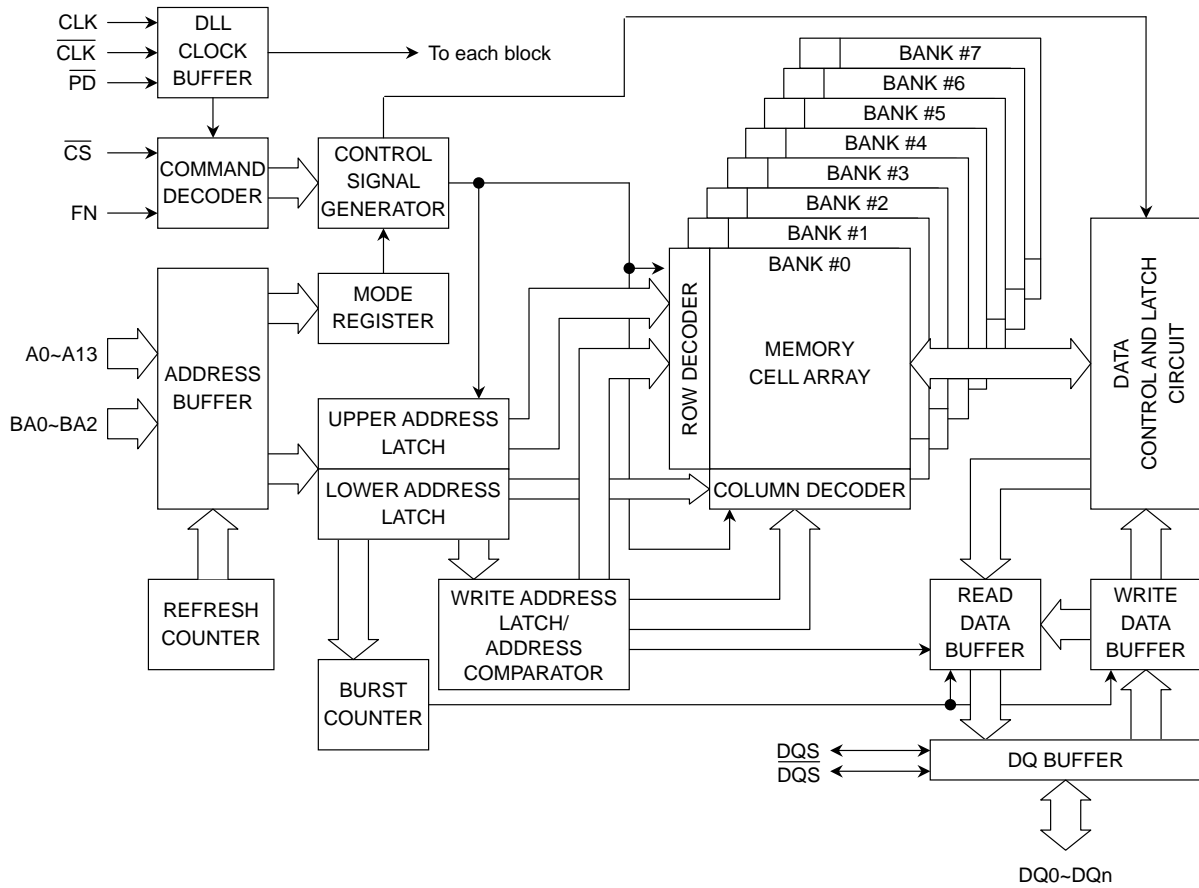 CLK
CLK
PD
DLL
CLOCK
BUFFER
To each block
CS
FN
COMMAND
DECODER
CONTROL
SIGNAL
GENERATOR
MODE
REGISTER
A0~A13
BA0~BA2
ADDRESS
BUFFER
UPPER ADDRESS
LATCH
LOWER ADDRESS
LATCH
REFRESH
COUNTER
BURST
COUNTER
WRITE ADDRESS
LATCH/
ADDRESS
COMPARATOR
BANK #7
BANK #6
BANK #5
BANK #4
BANK #3
BANK #2
BANK #1
BANK #0
ROW DECODER
MEMORY
CELL ARRAY
COLUMN DECODER
DATA
CONTROL AND LATCH
CIRCUIT
READ
DATA
BUFFER
WRITE
DATA
BUFFER
DQS
DQS
DQ BUFFER
DQ0~DQn